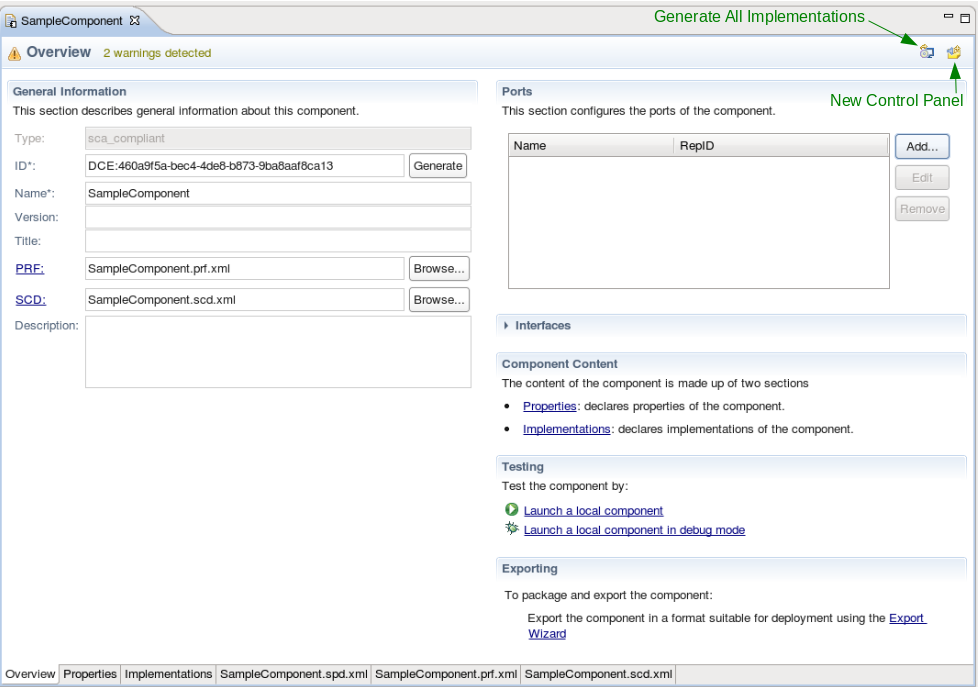 SampleComponent
Generate All Implementations
Overview 2 warnings detected
New Control Panel
General Information
This section describes general information about this component.
Type: sca_compliant
ID*: DCE:460a9f5a-bec4-4de8-b873-9ba8aaf8ca13 Generate
Name*: SampleComponent
Version:
Title:
PRF: SampleComponent.prf.xml Browse...
SCD: SampleComponent.scd.xml Browse...
Description:
Ports
This section configures the ports of the component.
Name RepID
Add...
Edit
Remove
Interfaces
Component Content
The content of the component is made up of two sections
• Properties: declares properties of the component.
• Implementations: declares implementations of the component.
Testing
Test the component by:
Launch a local component
Launch a local component in debug mode
Exporting
To package and export the component:
Export the component in a format suitable for deployment using the Export
Wizard
Overview Properties Implementations SampleComponent.spd.xml SampleComponent.prf.xml SampleComponent.scd.xml